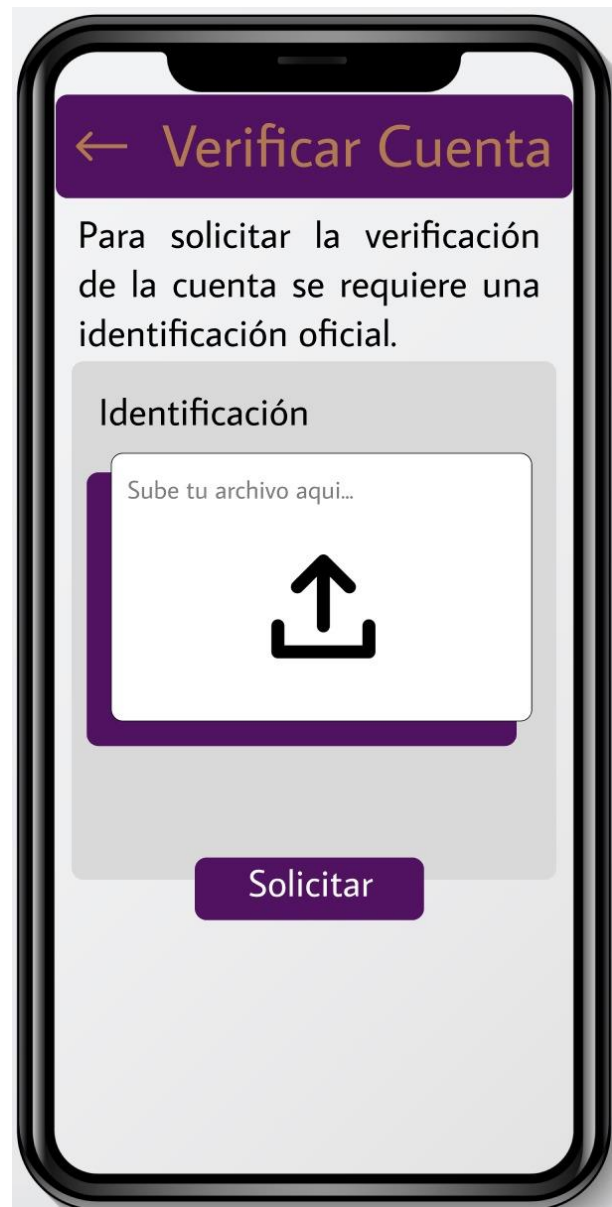 ← Verificar Cuenta
Para solicitar la verificación
de la cuenta se requiere una
identificación oficial.
Identificación
Sube tu archivo aqui...
Solicitar